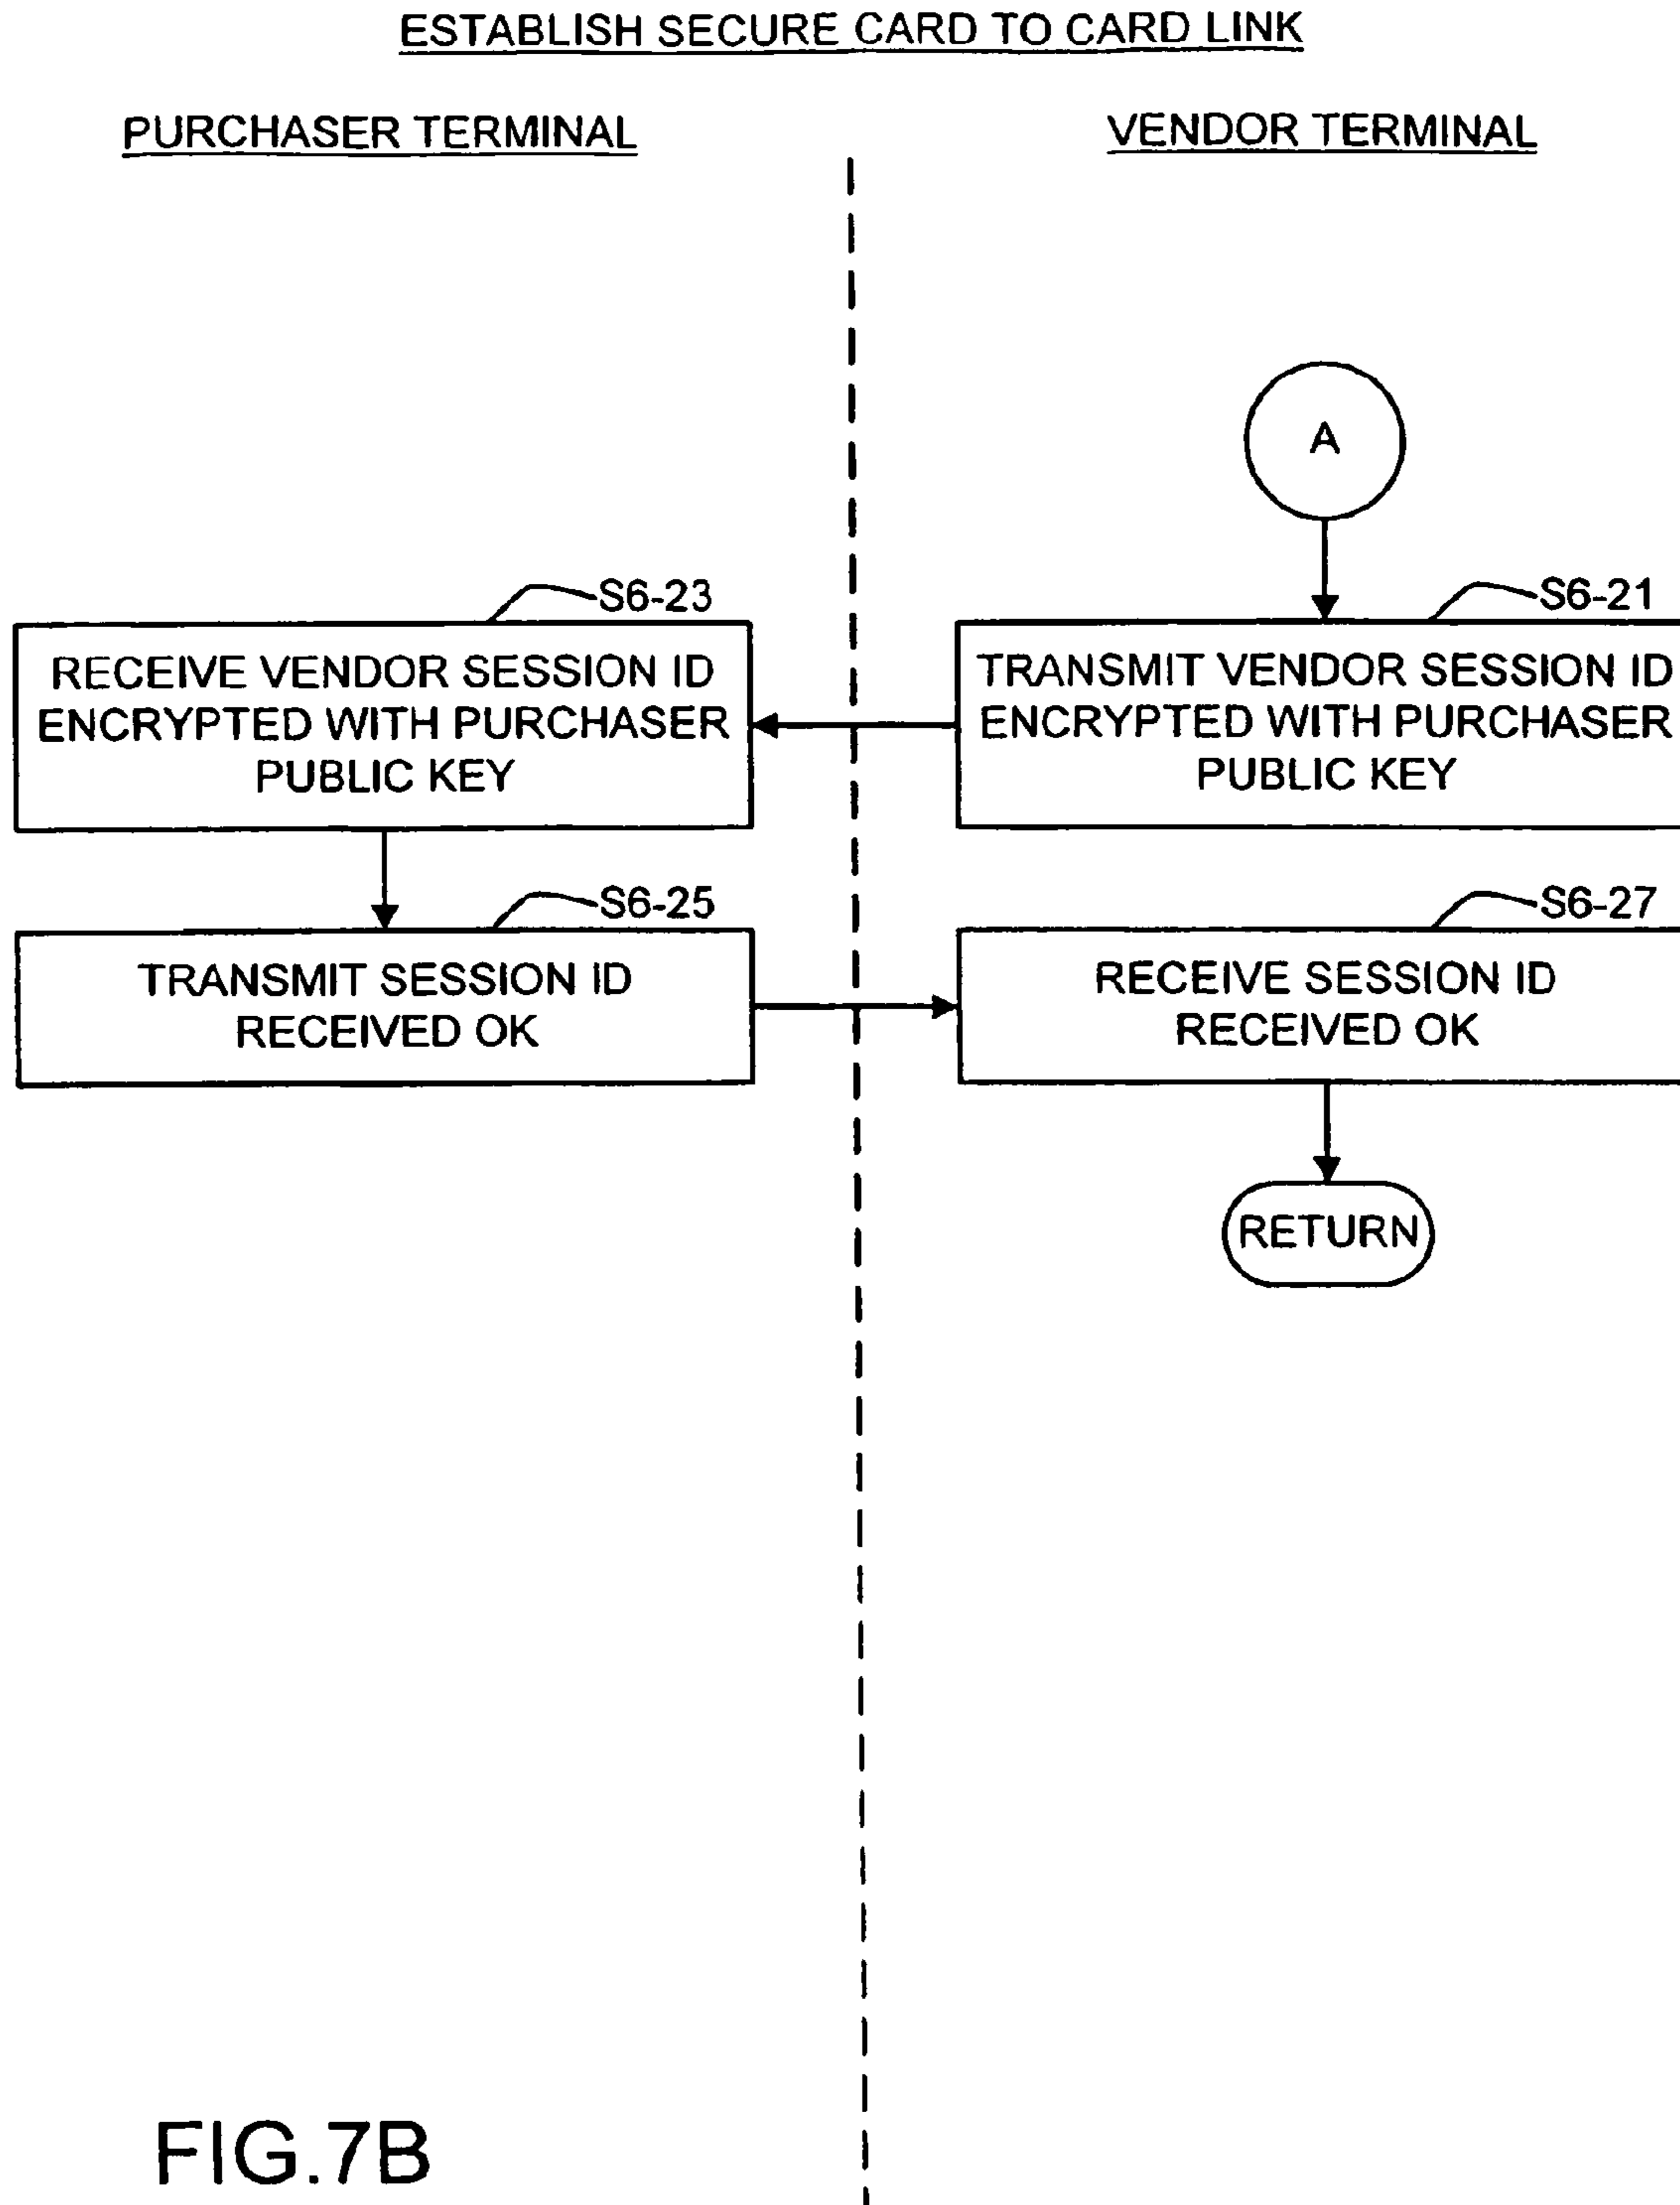 ESTABLISH SECURE CARD TO CARD LINK
PURCHASER TERMINAL
VENDOR TERMINAL
A
S6-23
S6-21
RECEIVE VENDOR SESSION ID
ENCRYPTED WITH PURCHASER
PUBLIC KEY
TRANSMIT VENDOR SESSION ID
ENCRYPTED WITH PURCHASER
PUBLIC KEY
S6-25
S6-27
TRANSMIT SESSION ID
RECEIVED OK
RECEIVE SESSION ID
RECEIVED OK
RETURN
FIG.7B